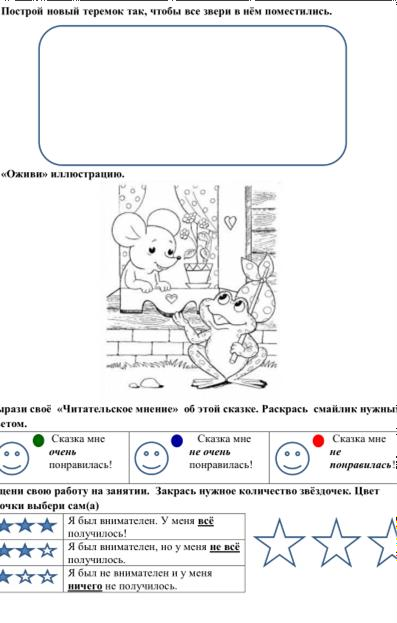 Построй новый теремок так, чтобы все звери в нём поместились.
«Оживи» иллюстрацию.
ырази своё «Читательское мнение» об этой сказке. Раскрась смайлик нужны
етом.
Сказка мне
очень
понравилась!
Сказка мне
не очень
понравилась!
Сказка мне
не
понравилась!
цени свою работу на занятии. Закрась нужное количество звёздочек. Цвет
очки выбери сам(а)
Я был внимателен. У меня всё
получилось!
Я был внимателен, но у меня не всё
получилось.
Я был не внимателен и у меня
ничего не получилось.